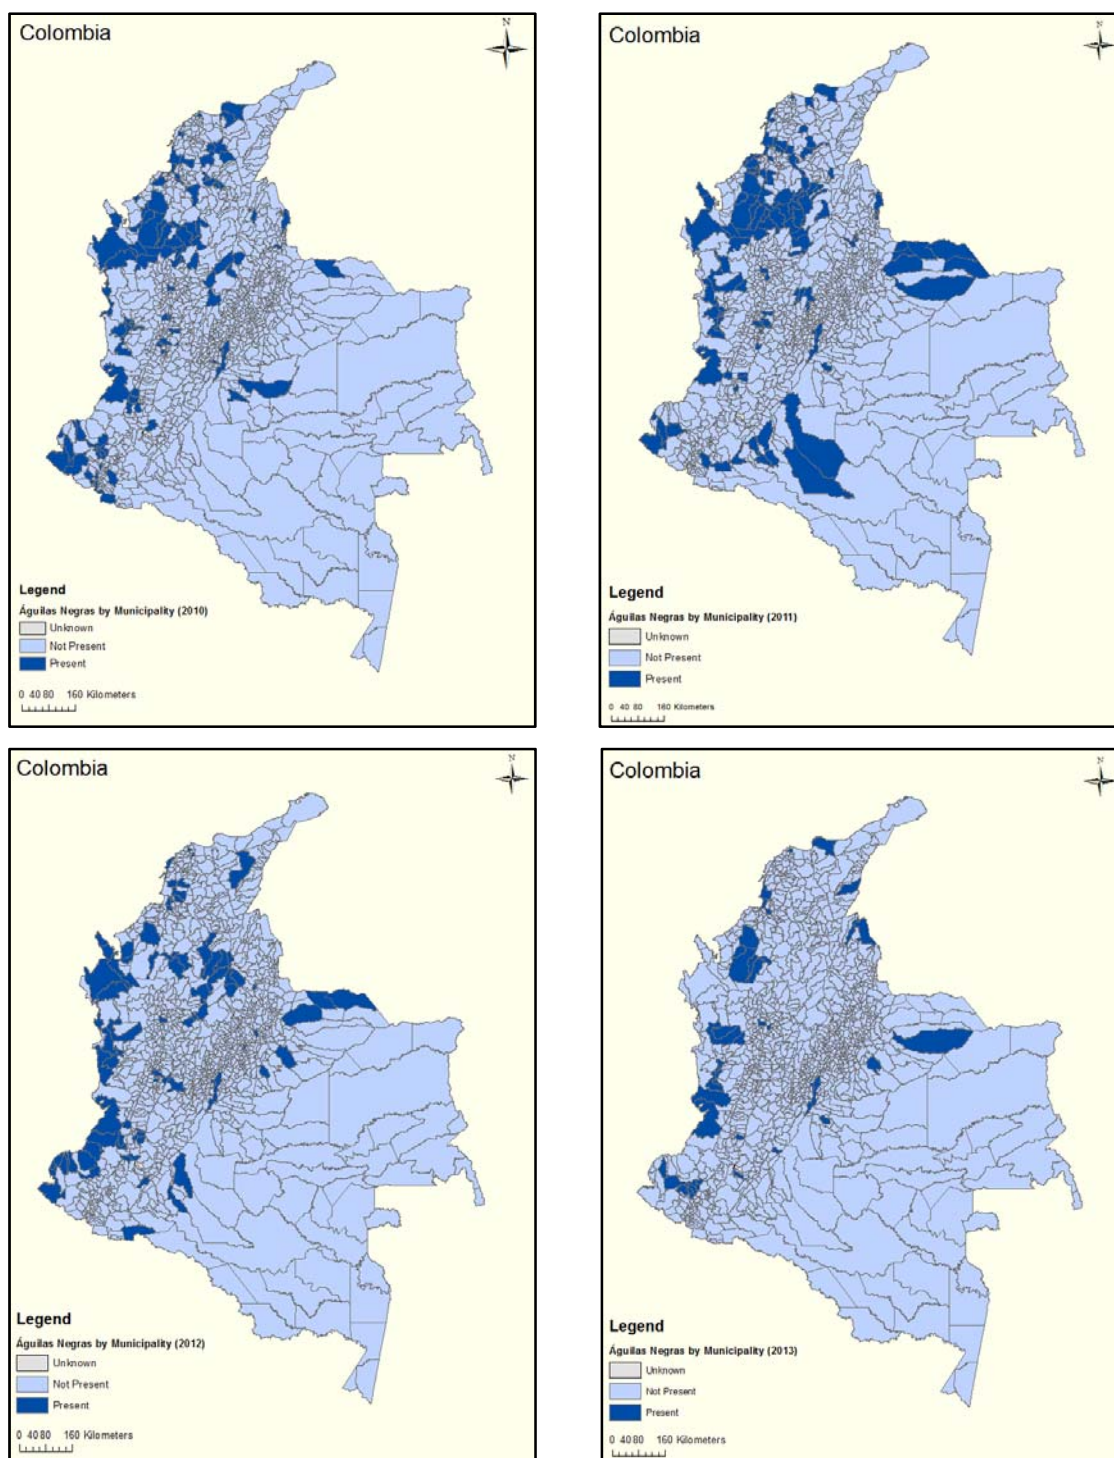 Colombia
N
Legend
Águilas Negras by Municipality (2010)
Unknown
Not Present
Present
0 40 80 160 Kilometers
Colombia
N
Legend
Águilas Negras by Municipality (2011)
Unknown
Not Present
Present
0 40 80 160 Kilometers
Colombia
N
Legend
Águilas Negras by Municipality (2012)
Unknown
Not Present
Present
0 40 80 160 Kilometers
Colombia
N
Legend
Águilas Negras by Municipality (2013)
Unknown
Not Present
Present
0 40 80 160 Kilometers